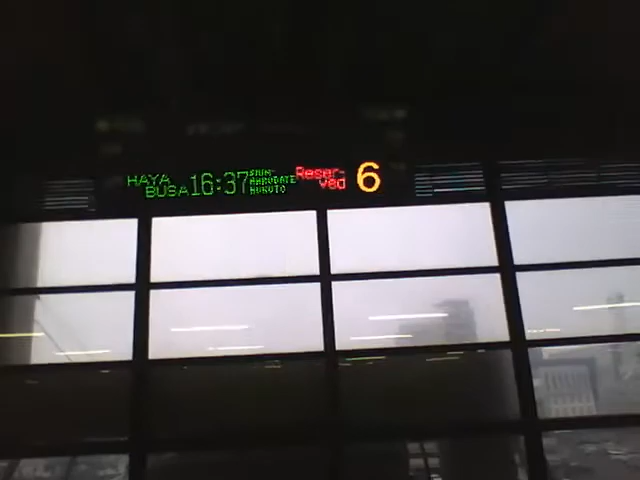 HAYA
BUSA 16:37
SHIN-
HAKODATE
HOKUTO
Reser-
ved
6